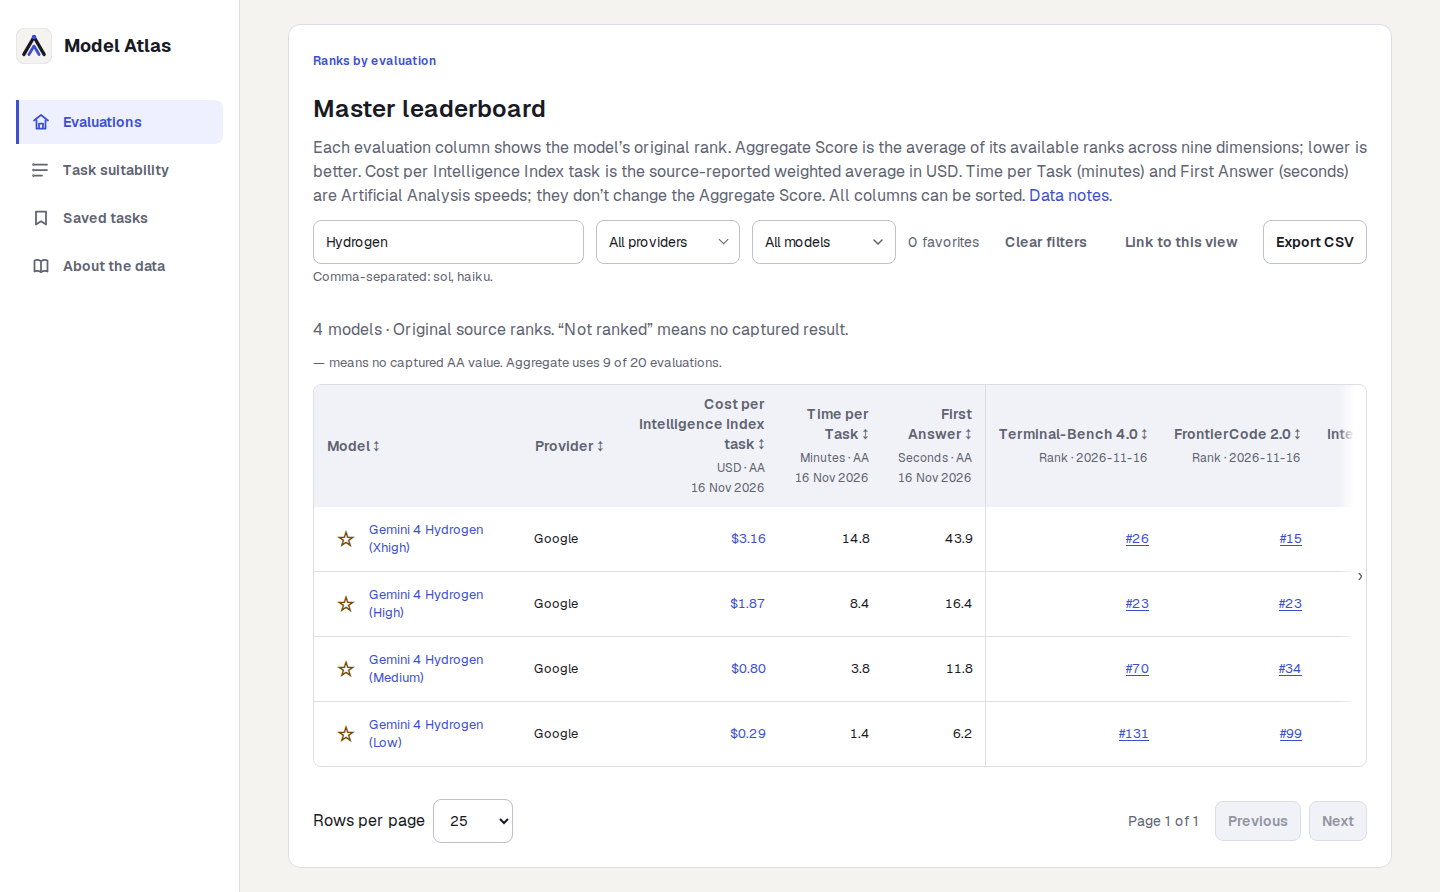 Model Atlas
Evaluations
Task suitability
Saved tasks
About the data
Ranks by evaluation
Master leaderboard
Each evaluation column shows the model’s original rank. Aggregate Score is the average of its available ranks across nine dimensions; lower is
better. Cost per Intelligence Index task is the source-reported weighted average in USD. Time per Task (minutes) and First Answer (seconds)
are Artificial Analysis speeds; they don’t change the Aggregate Score. All columns can be sorted. Data notes.
Hydrogen
All providers
All models
0 favorites
Clear filters
Link to this view
Export CSV
Comma-separated: sol, haiku.
4 models · Original source ranks. “Not ranked” means no captured result.
— means no captured AA value. Aggregate uses 9 of 20 evaluations.
Model ↕
Provider ↕
Cost per
Intelligence Index
task ↕
USD · AA
16 Nov 2026
Time per
Task ↕
Minutes · AA
16 Nov 2026
First
Answer ↕
Seconds · AA
16 Nov 2026
Terminal-Bench 4.0 ↕
Rank · 2026-11-16
FrontierCode 2.0 ↕
Rank · 2026-11-16
Gemini 4 Hydrogen
(Xhigh)
Google
$3.16
14.8
43.9
#26
#15
Gemini 4 Hydrogen
(High)
Google
$1.87
8.4
16.4
#23
#23
Gemini 4 Hydrogen
(Medium)
Google
$0.80
3.8
11.8
#70
#34
Gemini 4 Hydrogen
(Low)
Google
$0.29
1.4
6.2
#131
#99
Rows per page
25
Page 1 of 1
Previous
Next